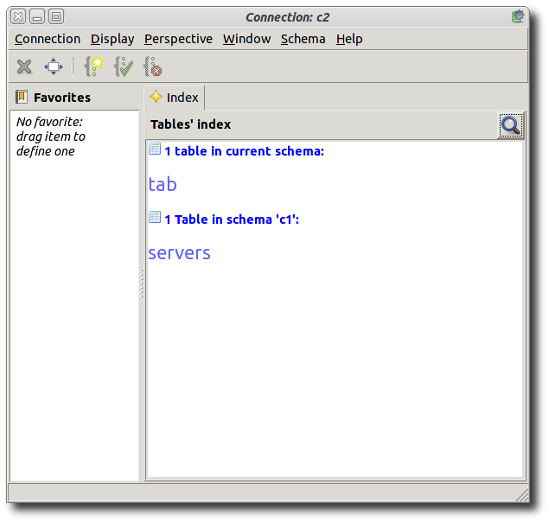 Connection: c2
Connection Display Perspective Window Schema Help
Favorites
Index
No favorite:
drag item to
define one
Tables' index
1 table in current schema:
tab
1 Table in schema 'c1':
servers